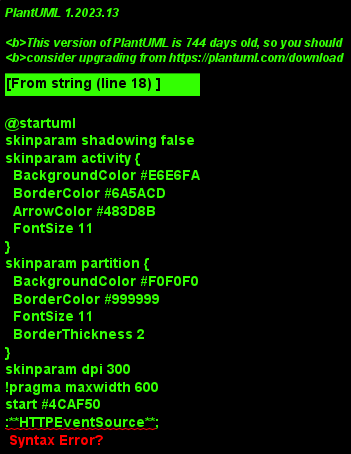 PlantUML 1.2023.13
<b>This version of PlantUML is 744 days old, so you should
<b>consider upgrading from https://plantuml.com/download
[From string (line 18) ]
@startuml
skinparam shadowing false
skinparam activity {
BackgroundColor #E6E6FA
BorderColor #6A5ACD
ArrowColor #483D8B
FontSize 11
}
skinparam partition {
BackgroundColor #F0F0F0
BorderColor #999999
FontSize 11
BorderThickness 2
}
skinparam dpi 300
!pragma maxwidth 600
start #4CAF50
:**HTTPEventSource**;
Syntax Error?